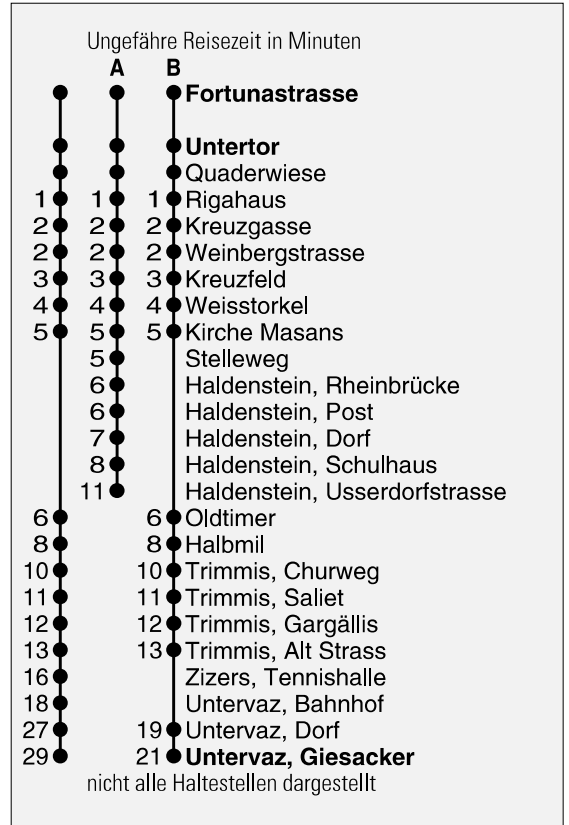 Ungefähre Reisezeit in Minuten
A B
Fortunastrasse
Untertor
Quaderwiese
1 1 1 Rigahaus
2 2 2 Kreuzgasse
2 2 2 Weinbergstrasse
3 3 3 Kreuzfeld
4 4 4 Weisstorkel
5 5 5 Kirche Masans
5 Stelleweg
6 Haldenstein, Rheinbrücke
6 Haldenstein, Post
7 Haldenstein, Dorf
8 Haldenstein, Schulhaus
11 Haldenstein, Usserdorfstrasse
6 6 Oldtimer
8 8 Halbmil
10 10 Trimmis, Churweg
11 11 Trimmis, Saliet
12 12 Trimmis, Gargällis
13 13 Trimmis, Alt Strass
16 Zizers, Tennishalle
18 Untervaz, Bahnhof
27 19 Untervaz, Dorf
29 21 Untervaz, Giesacker
nicht alle Haltestellen dargestellt